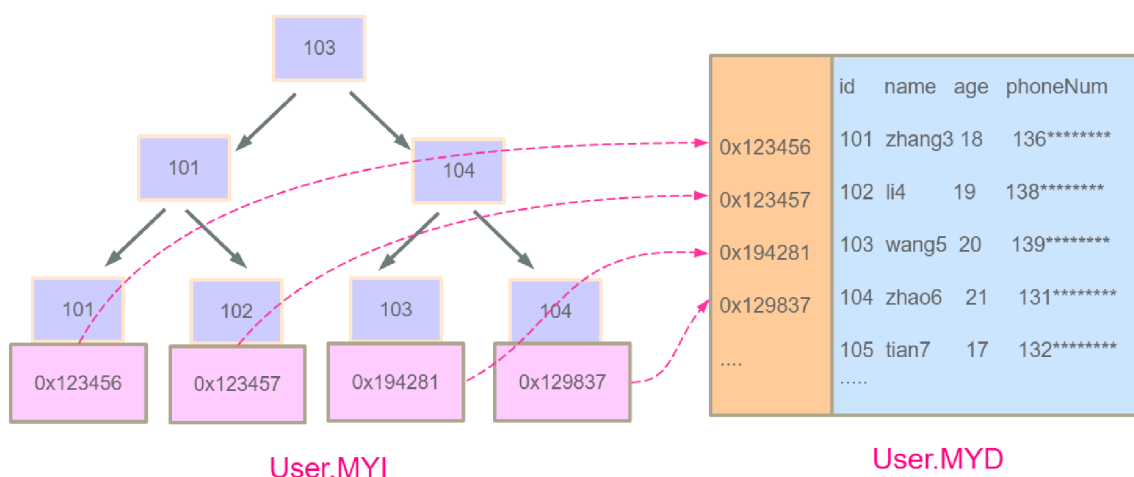 103
101
104
101
102
103
104
0x123456
0x123457
0x194281
0x129837
User.MYI
0x123456
0x123457
0x194281
0x129837
....
id name age phoneNum
101 zhang3 18 136********
102 li4 19 138********
103 wang5 20 139********
104 zhao6 21 131********
105 tian7 17 132********
.....
User.MYD